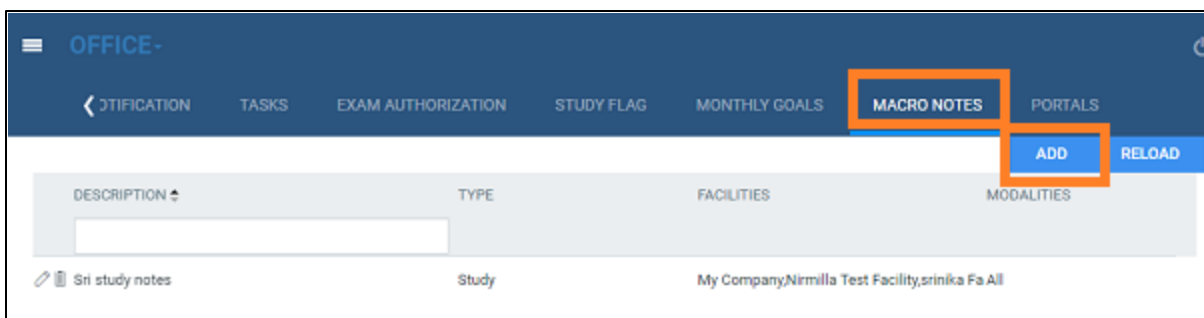 OFFICE
OTIFICATION TASKS EXAM AUTHORIZATION STUDY FLAG MONTHLY GOALS MACRO NOTES PORTALS
ADD RELOAD
DESCRIPTION TYPE FACILITIES MODALITIES
Sri study notes Study My Company,Nirmilla Test Facility,srinika Fa All